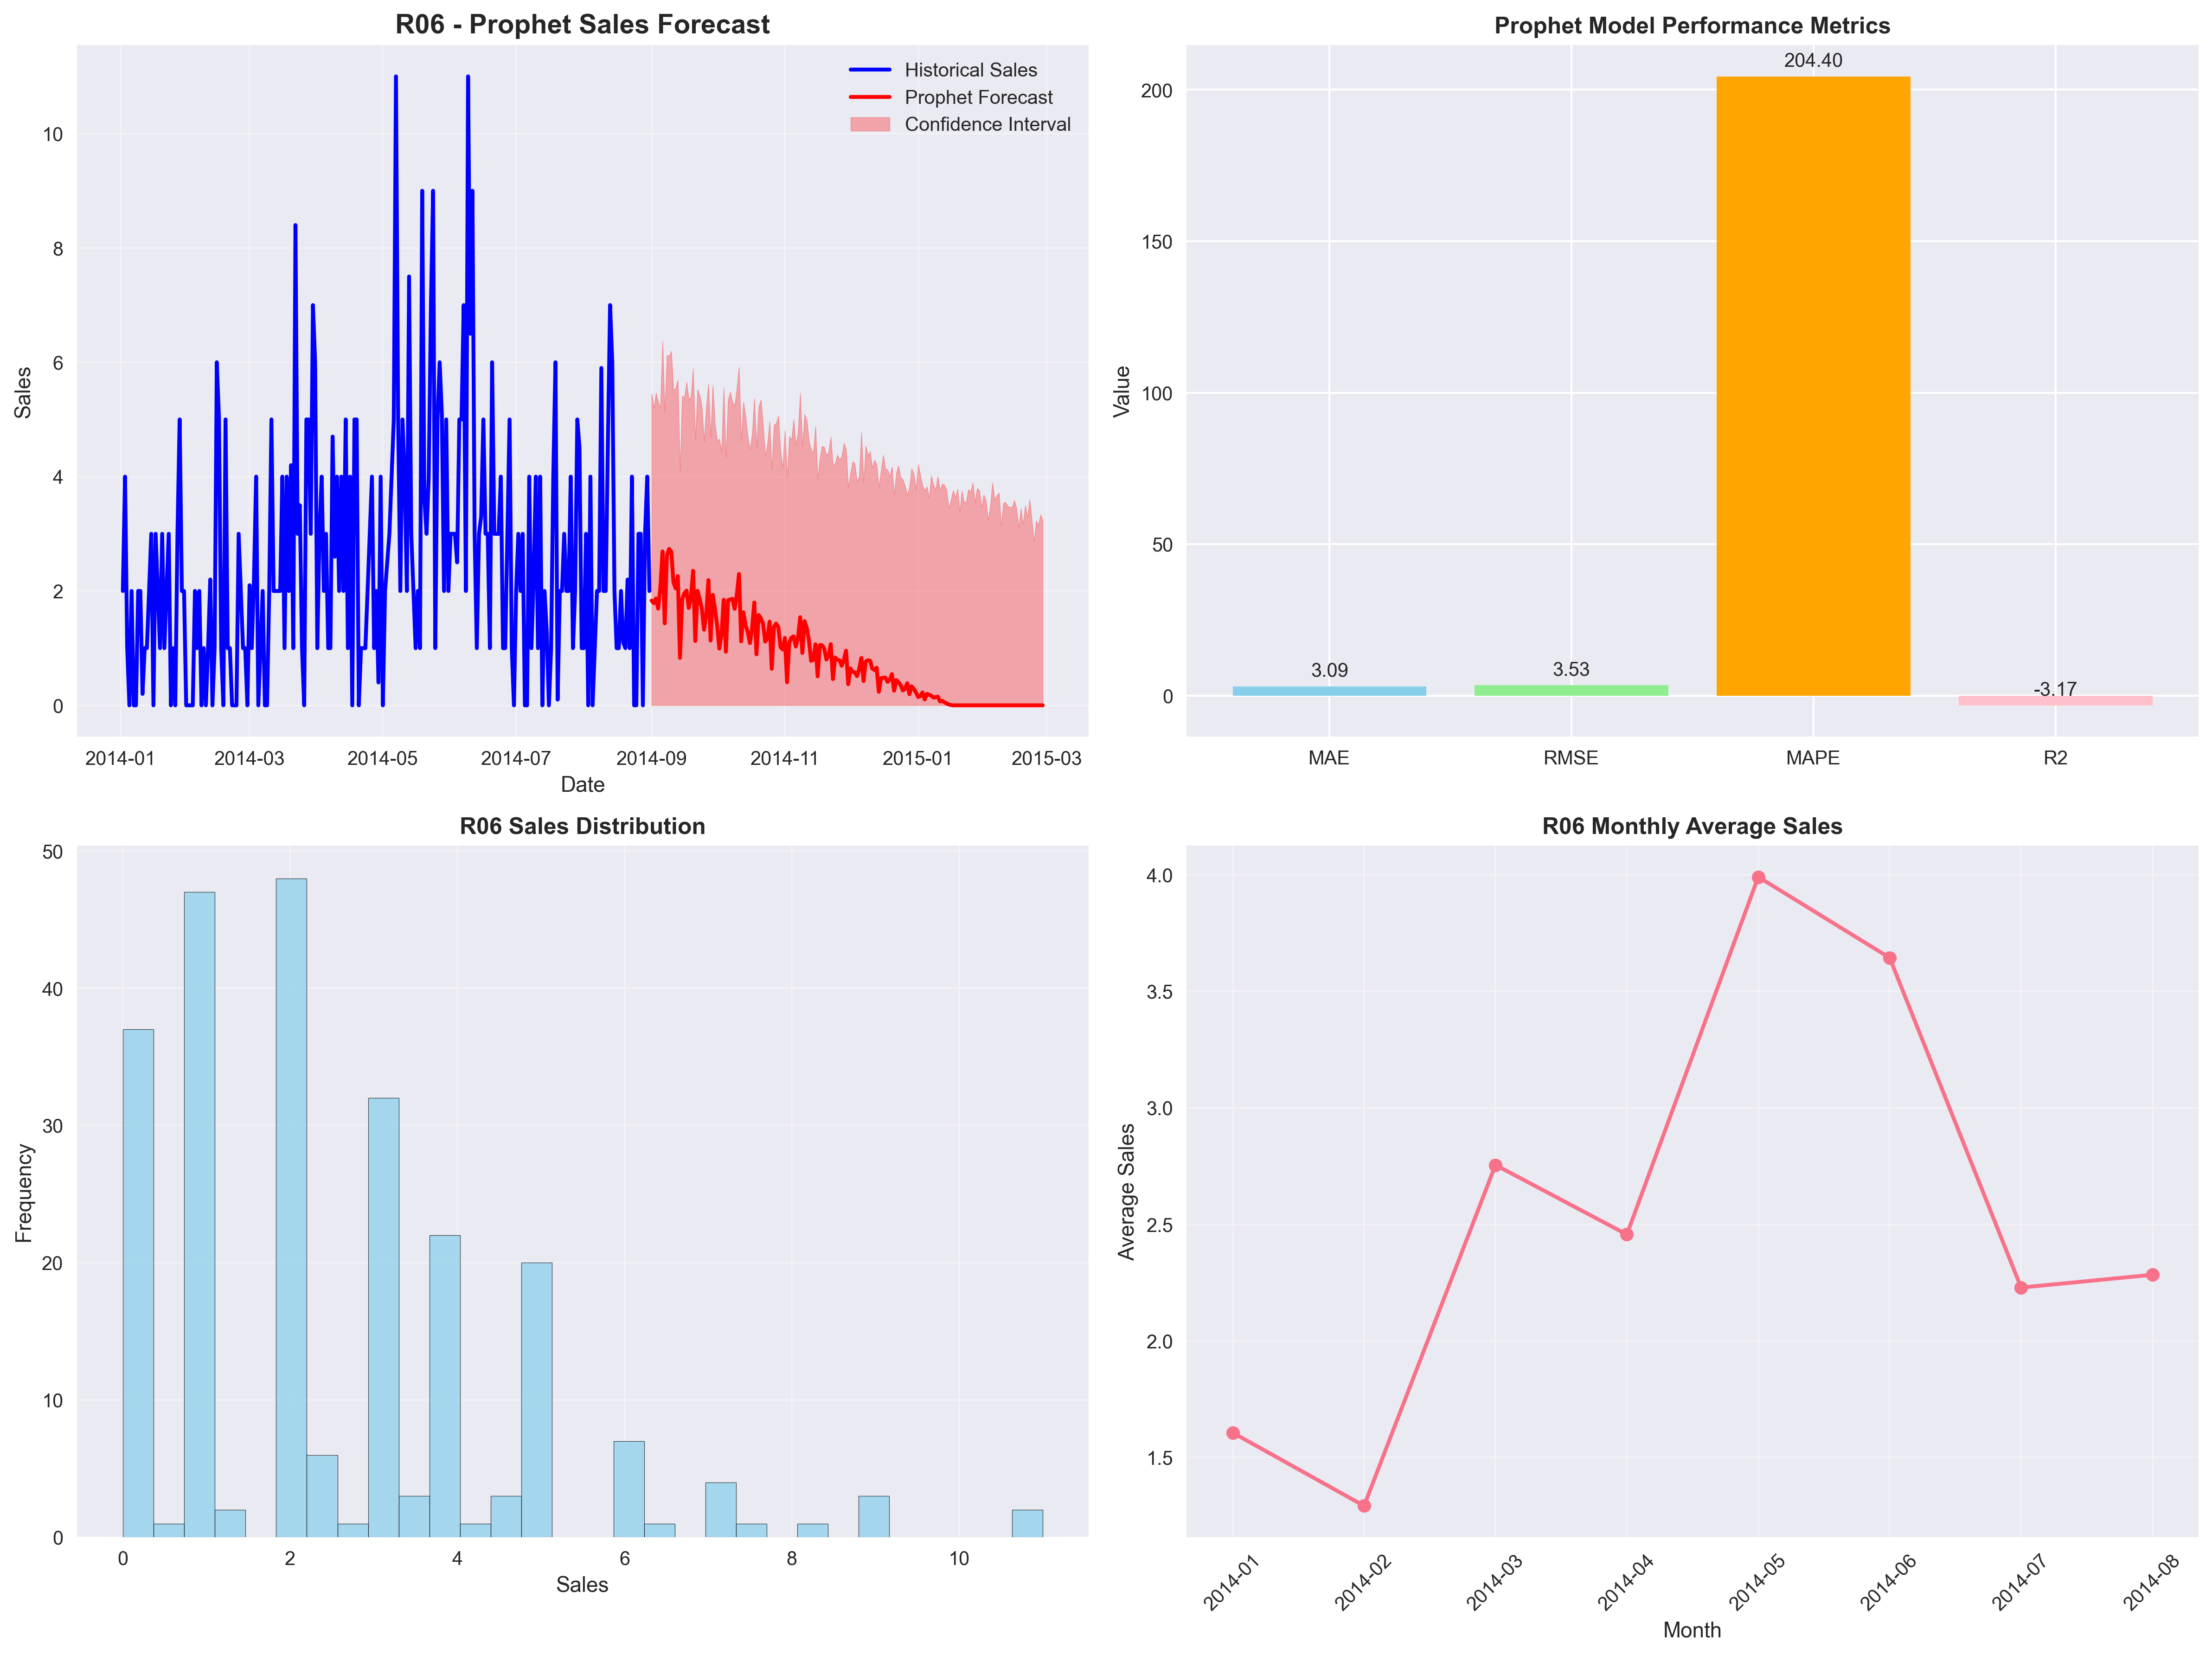 R06 - Prophet Sales Forecast
Sales
10
8
6
4
2
0
Historical Sales
Prophet Forecast
Confidence Interval
2014-01
2014-03
2014-05
2014-07
2014-09
2014-11
2015-01
2015-03
Date
Prophet Model Performance Metrics
Value
200
150
100
50
0
3.09
3.53
204.40
-3.17
MAE
RMSE
MAPE
R2
R06 Sales Distribution
Frequency
50
40
30
20
10
0
0
2
4
6
8
10
Sales
R06 Monthly Average Sales
Average Sales
4.0
3.5
3.0
2.5
2.0
1.5
2014-01
2014-02
2014-03
2014-04
2014-05
2014-06
2014-07
2014-08
Month